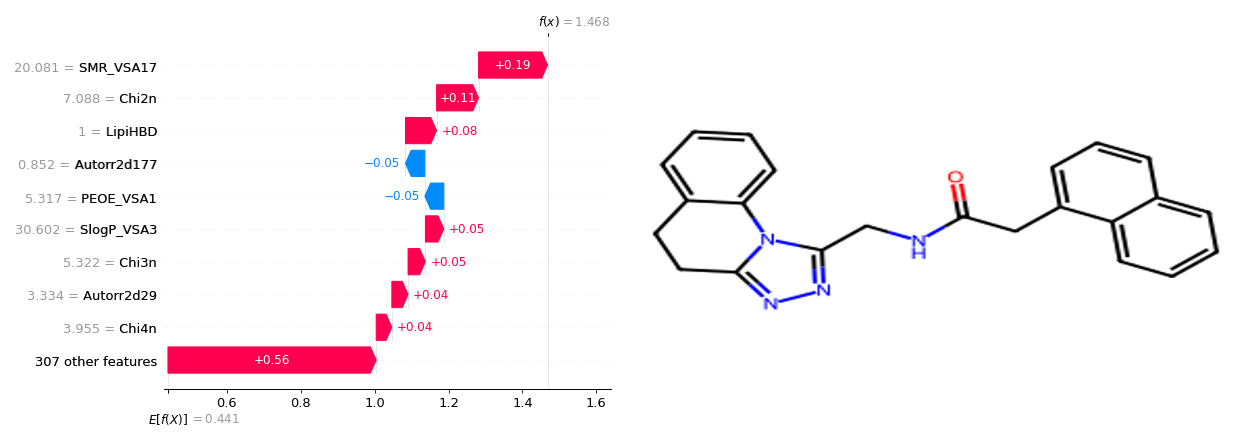 f(x) = 1.468
20.081 = SMR_VSA17
+0.19
7.088 = Chi2n
+0.11
1 = LipiHBD
+0.08
0.852 = Autorr2d177
−0.05
5.317 = PEOE_VSA1
−0.05
30.602 = SlogP_VSA3
+0.05
5.322 = Chi3n
+0.05
3.334 = Autorr2d29
+0.04
3.955 = Chi4n
+0.04
307 other features
+0.56
0.6 0.8 1.0 1.2 1.4 1.6
E[f(X)] = 0.441
O
N
N
H
N
N